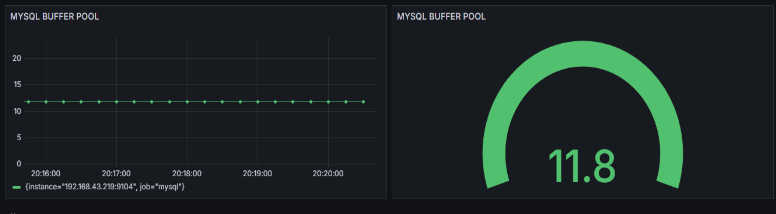 MYSQL BUFFER POOL
20
15
10
5
0
20:16:00 20:17:00 20:18:00 20:19:00 20:20:00
{instance="192.168.43.219:9104", job="mysql"}
MYSQL BUFFER POOL
11.8